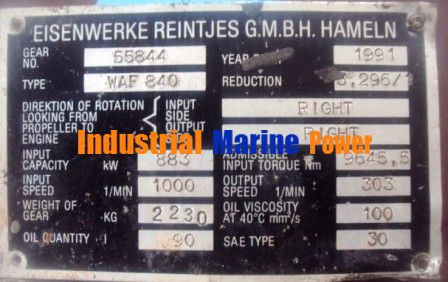 EISENWERKE REINTJES G.M.B.H. HAMELN
GEAR NO. 55844 YEAR 1991
TYPE WAF 840 REDUCTION 3,296/1
DIREKTION OF ROTATION LOOKING FROM PROPELLER TO ENGINE
INPUT SIDE RIGHT
OUTPUT RIGHT
Industrial Marine Power
INPUT CAPACITY kW 883 ADMISSIBLE INPUT TORQUE Nm 9645,5
INPUT SPEED 1/MIN 1000 OUTPUT SPEED 1/MIN 303
WEIGHT OF GEAR KG 2230 OIL VISCOSITY AT 40°C mm²/s 100
OIL QUANTITY l 90 SAE TYPE 30